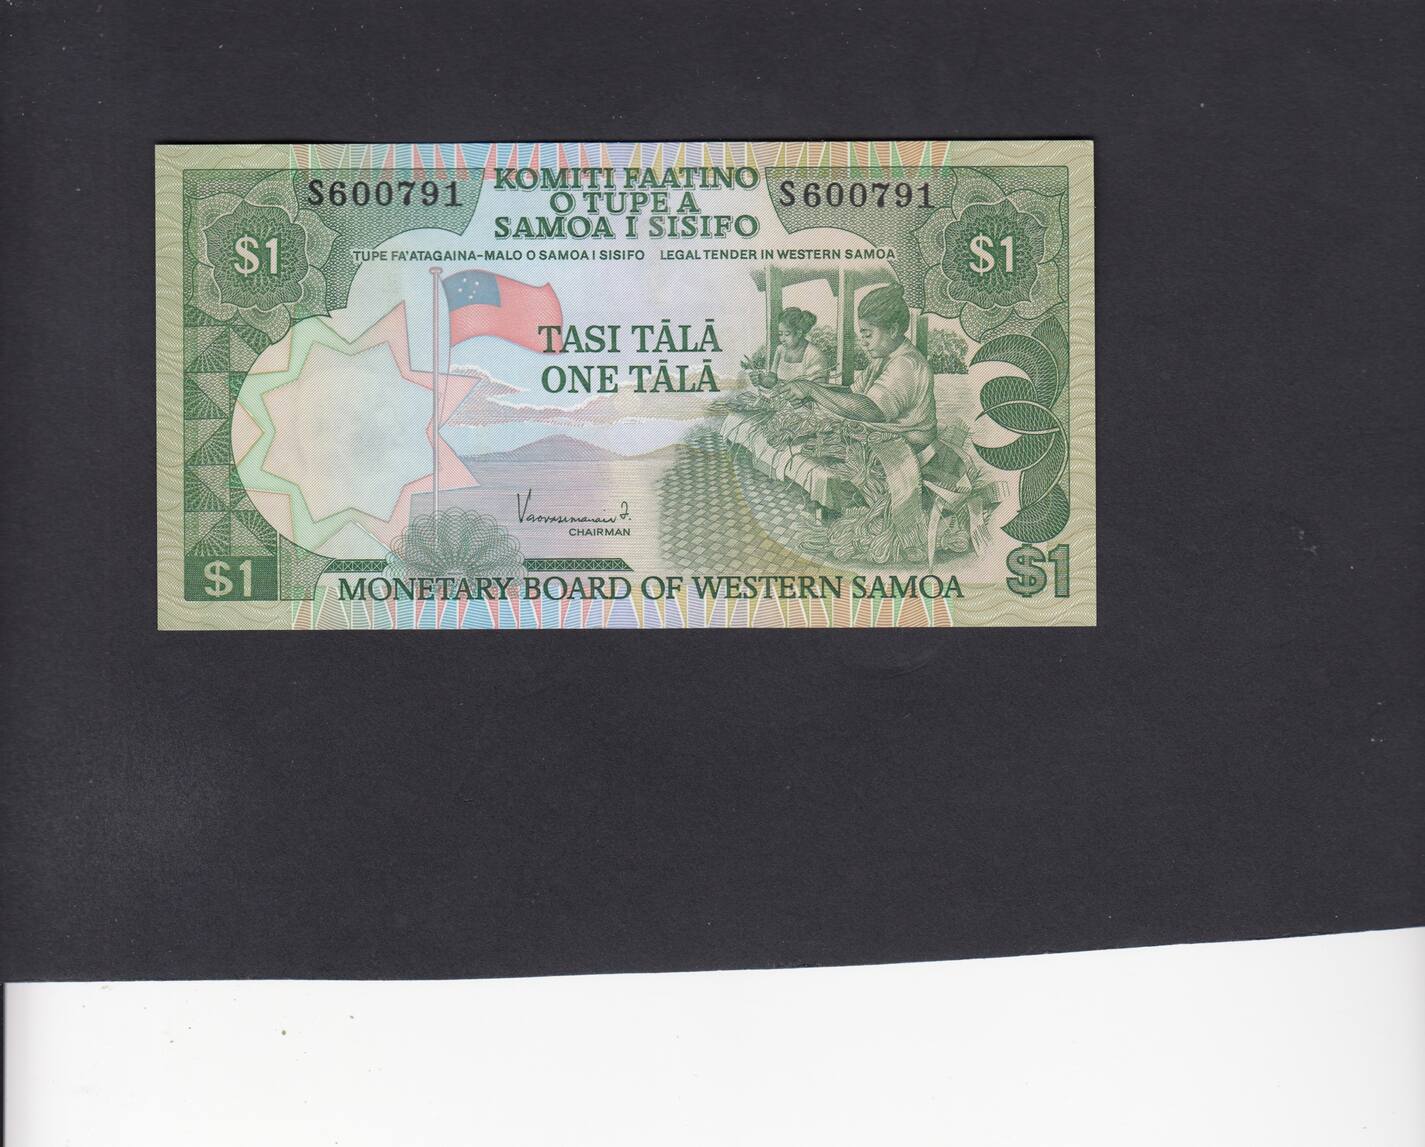 S600791
KOMITI FAATINO
O TUPE A
SAMOA I SISIFO
S600791
$1
$1
TUPE FA'ATAGAINA-MALO O SAMOA I SISIFO LEGAL TENDER IN WESTERN SAMOA
TASI TĀLĀ
ONE TĀLĀ
CHAIRMAN
$1
MONETARY BOARD OF WESTERN SAMOA
$1